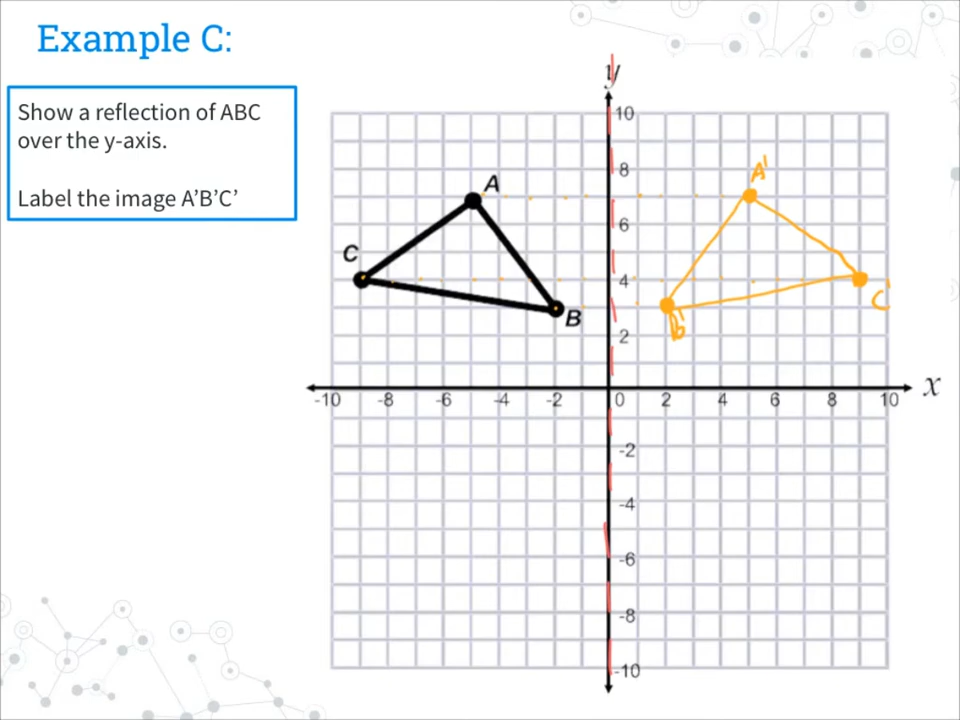 Example C:
Show a reflection of ABC
over the y-axis.
Label the image A’B’C’
y
10
8
A'
A
6
C
4
C'
B
B'
2
-10 -8 -6 -4 -2 0 2 4 6 8 10
x
-2
-4
-6
-8
-10